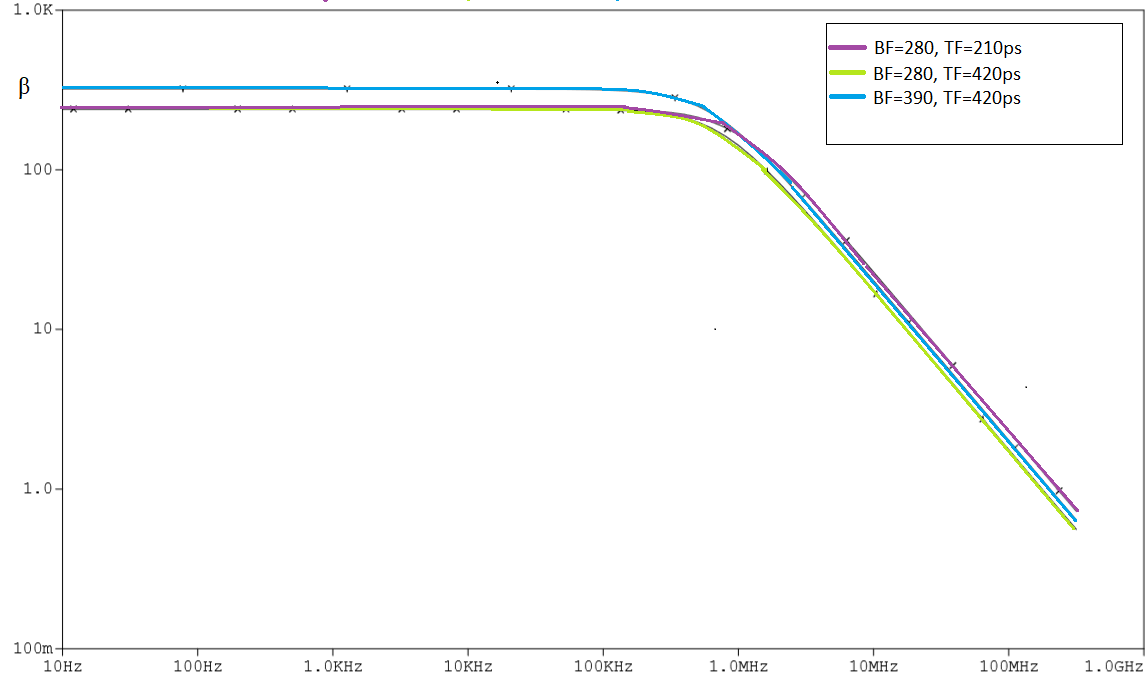 1.0K
β
BF=280, TF=210ps
BF=280, TF=420ps
BF=390, TF=420ps
100
10
1.0
100m
10Hz 100Hz 1.0KHz 10KHz 100KHz 1.0MHz 10MHz 100MHz 1.0GHz